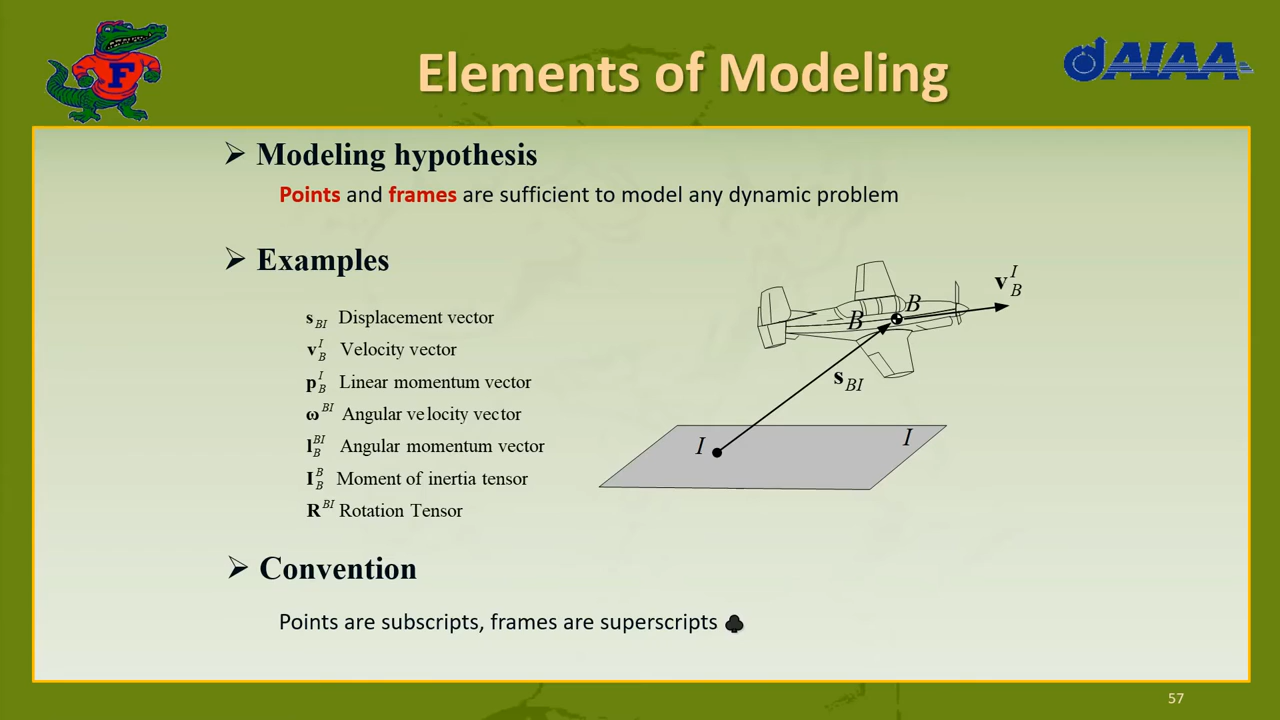 F
Elements of Modeling
AIAA
➢ Modeling hypothesis
Points and frames are sufficient to model any dynamic problem
➢ Examples
s_BI Displacement vector
v_B^I Velocity vector
p_B^I Linear momentum vector
ω^BI Angular velocity vector
l_B^BI Angular momentum vector
I_B^B Moment of inertia tensor
R^BI Rotation Tensor
v_B^I
B
B
s_BI
I
I
➢ Convention
Points are subscripts, frames are superscripts ♣
57